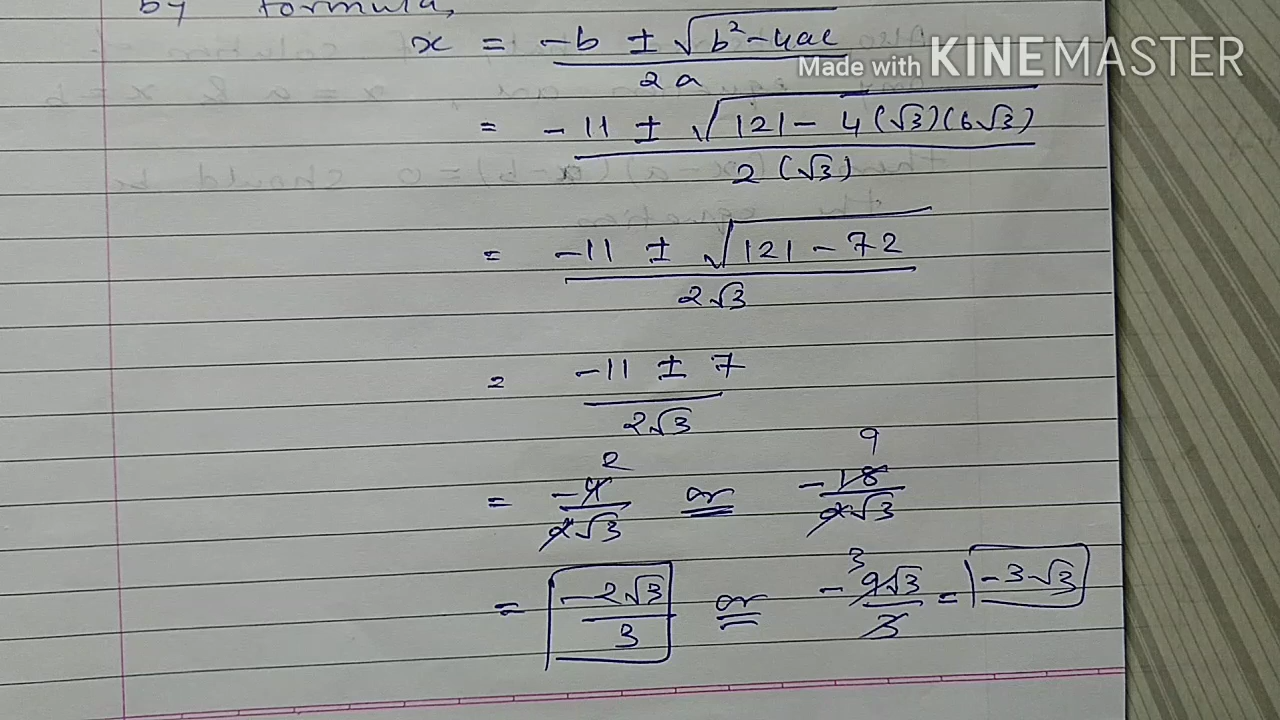 by formula,
x = -b ± √b²-4ac
2a
Made with KINEMASTER
= -11 ± √121 - 4(√3)(6√3)
2(√3)
= -11 ± √121 - 72
2√3
= -11 ± 7
2√3
2 9
= -4 or -18
2√3 2√3
3
= -2√3 or -9√3 = -3√3
3 3